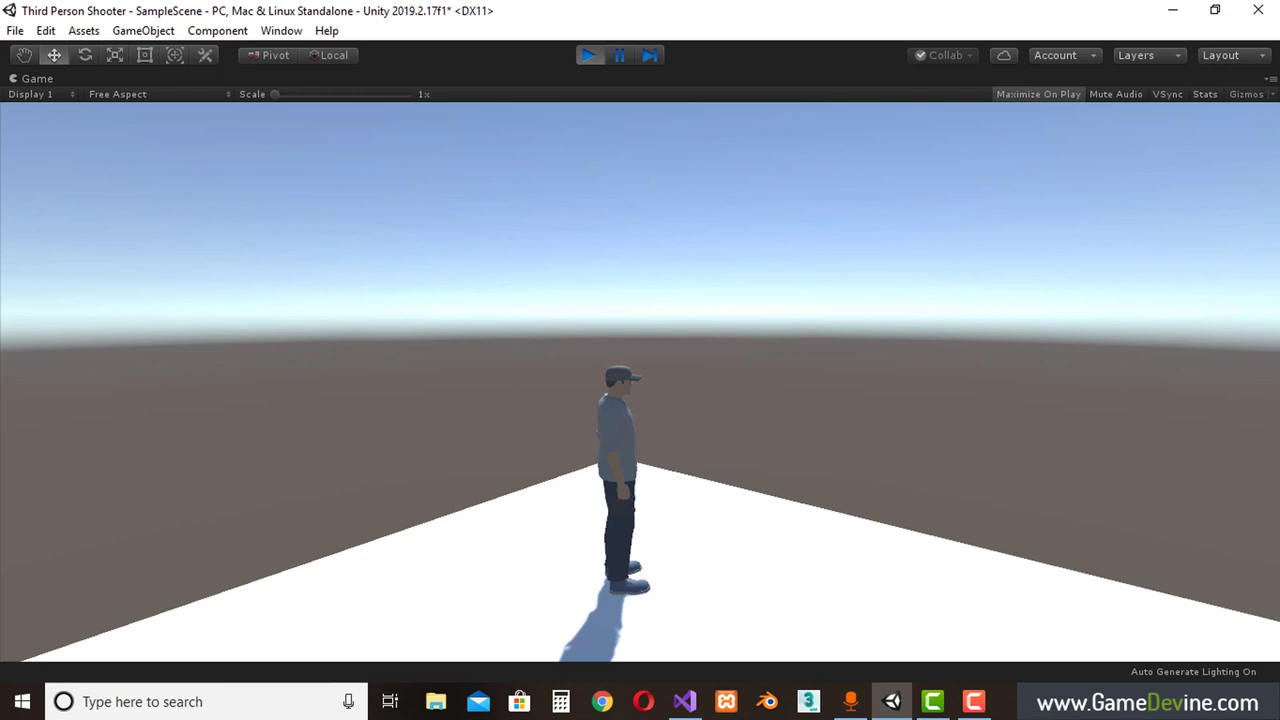 Third Person Shooter - SampleScene - PC, Mac & Linux Standalone - Unity 2019.2.17f1* <DX11>
File Edit Assets GameObject Component Window Help
Pivot Local Collab Account Layers Layout
Game
Display 1 Free Aspect Scale 1x Maximize On Play Mute Audio VSync Stats Gizmos
Auto Generate Lighting On
Type here to search
3
www.GameDevine.com